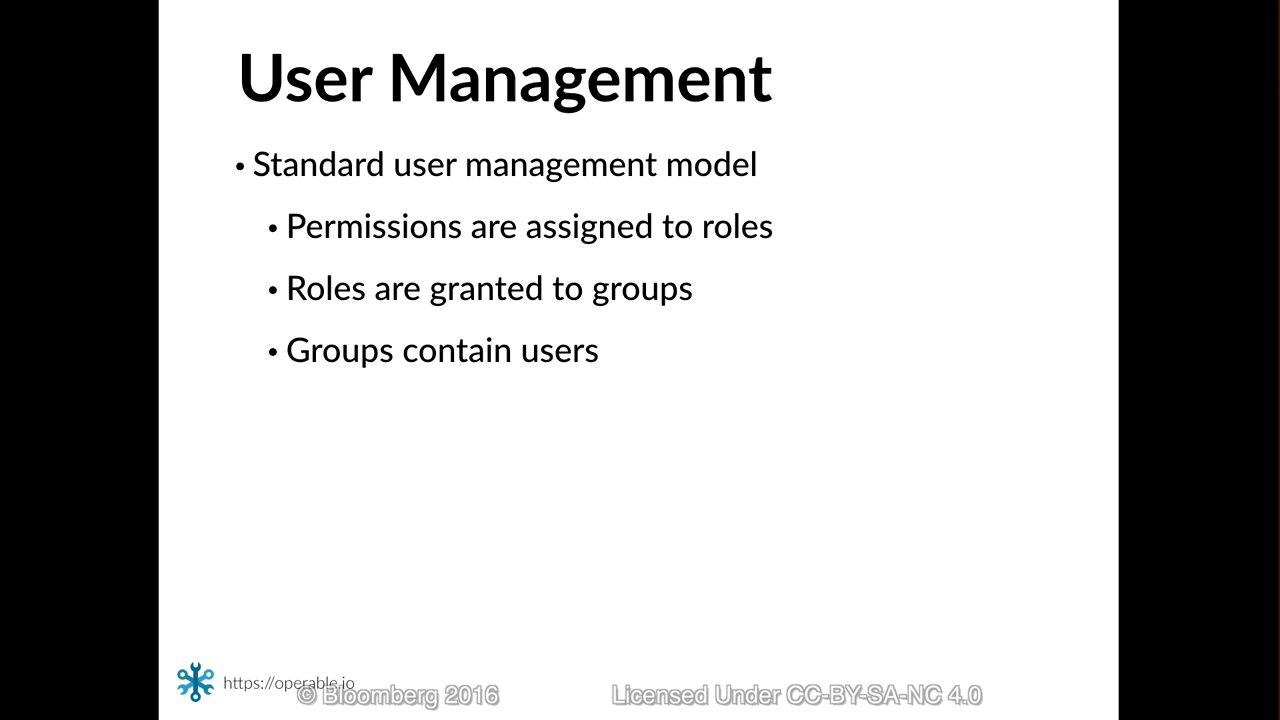 User Management
• Standard user management model
• Permissions are assigned to roles
• Roles are granted to groups
• Groups contain users
https://operable.io
© Bloomberg 2016
Licensed Under CC-BY-SA-NC 4.0